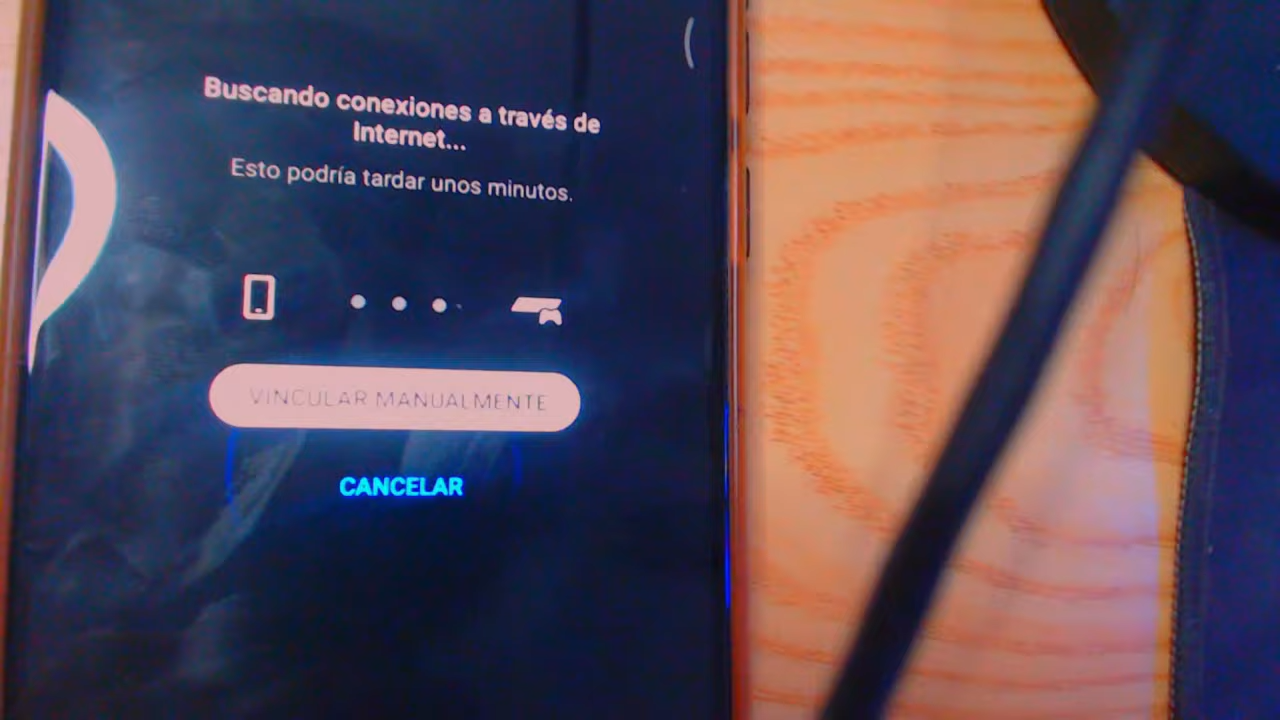 Buscando conexiones a través de
Internet...
Esto podría tardar unos minutos.
VINCULAR MANUALMENTE
CANCELAR